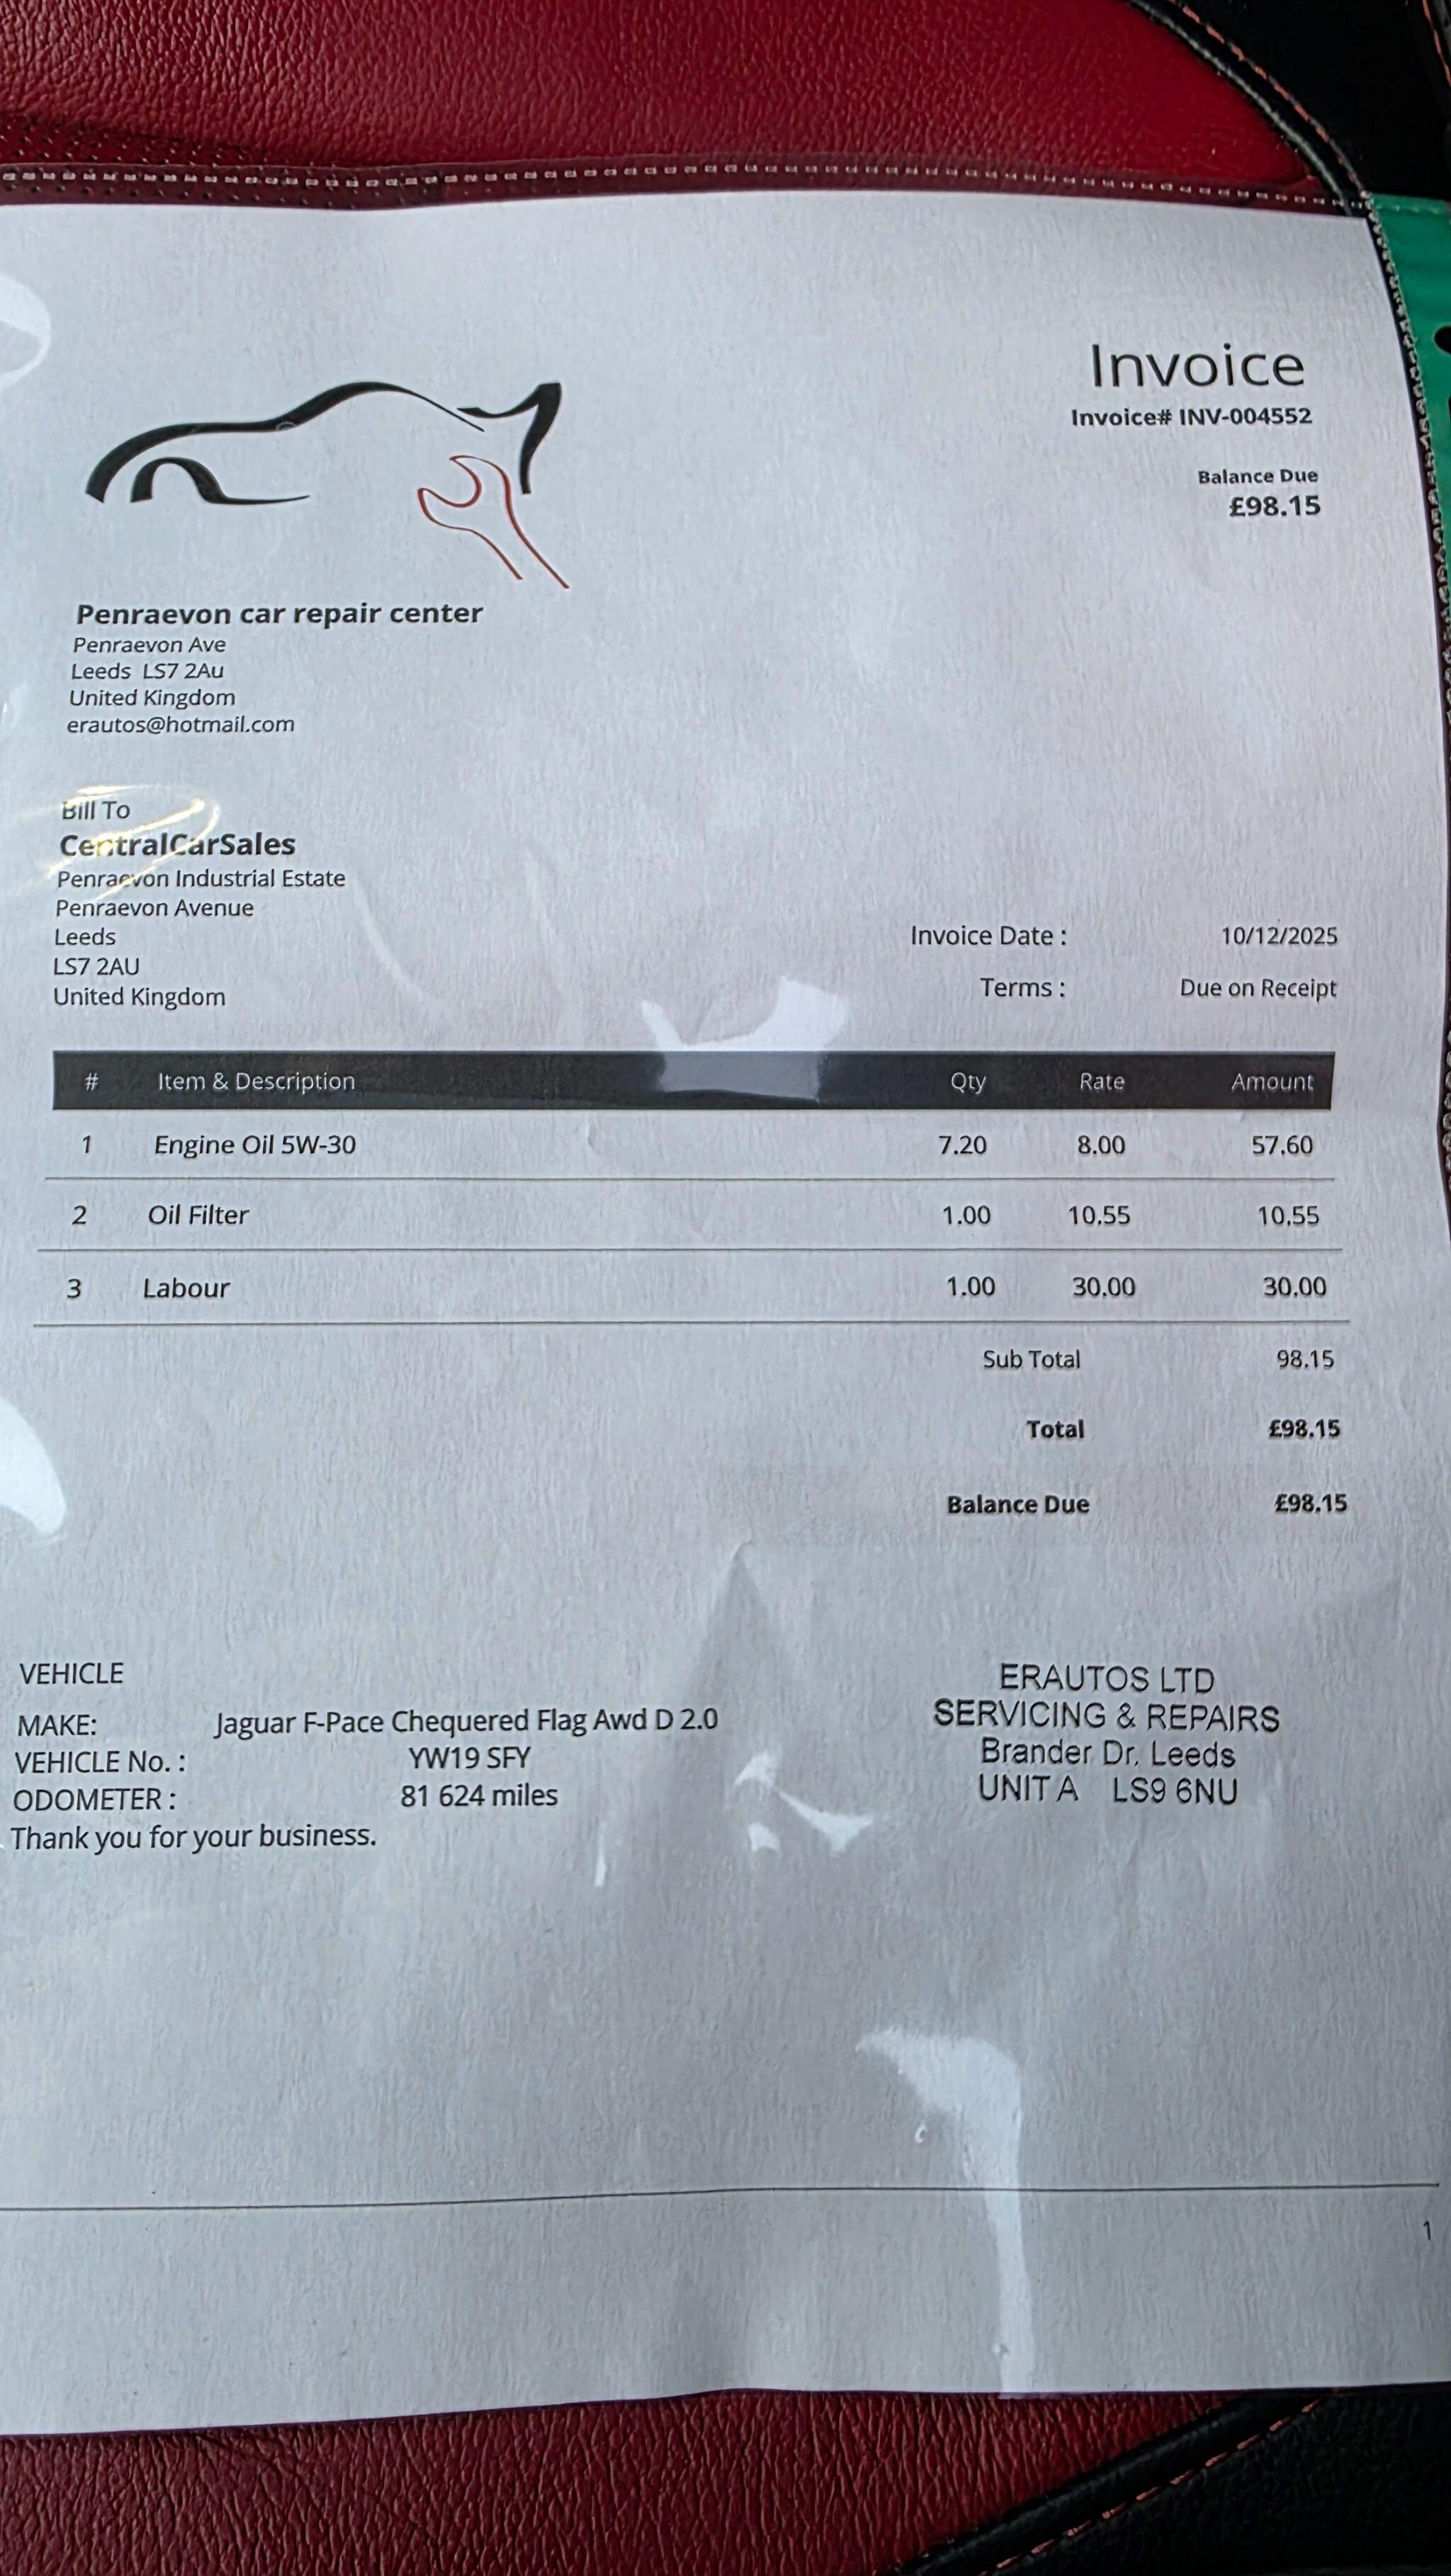 Invoice
Invoice# INV-004552
Balance Due
£98.15
Penraevon car repair center
Penraevon Ave
Leeds LS7 2Au
United Kingdom
erautos@hotmail.com
Bill To
CentralCarSales
Penraevon Industrial Estate
Penraevon Avenue
Leeds
LS7 2AU
United Kingdom
Invoice Date : 10/12/2025
Terms : Due on Receipt
# Item & Description Qty Rate Amount
1 Engine Oil 5W-30 7.20 8.00 57.60
2 Oil Filter 1.00 10.55 10.55
3 Labour 1.00 30.00 30.00
Sub Total 98.15
Total £98.15
Balance Due £98.15
VEHICLE
MAKE: Jaguar F-Pace Chequered Flag Awd D 2.0
VEHICLE No. : YW19 SFY
ODOMETER : 81 624 miles
Thank you for your business.
ERAUTOS LTD
SERVICING & REPAIRS
Brander Dr, Leeds
UNIT A LS9 6NU
1